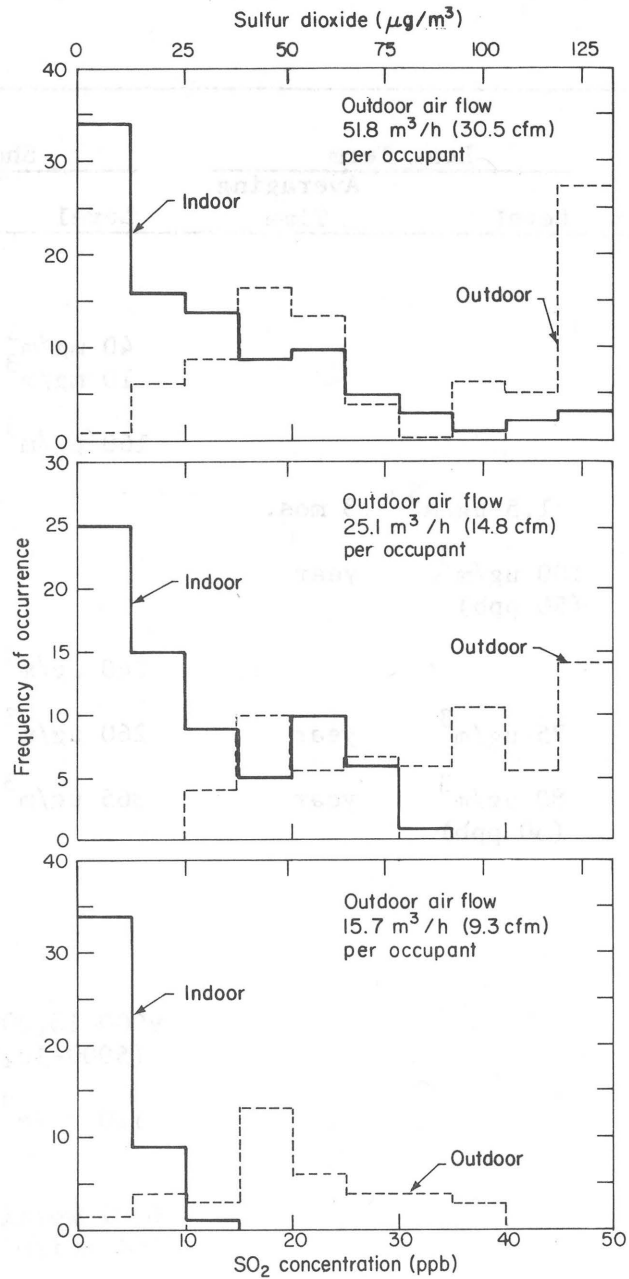 Sulfur dioxide (μg/m³)
0 25 50 75 100 125
40
30
20
10
0
Outdoor air flow
51.8 m³/h (30.5 cfm)
per occupant
Indoor
Outdoor
Frequency of occurrence
30
25
20
15
10
5
0
Outdoor air flow
25.1 m³/h (14.8 cfm)
per occupant
Indoor
Outdoor
40
30
20
10
0
Outdoor air flow
15.7 m³/h (9.3 cfm)
per occupant
Indoor
Outdoor
0 10 20 30 40 50
SO₂ concentration (ppb)